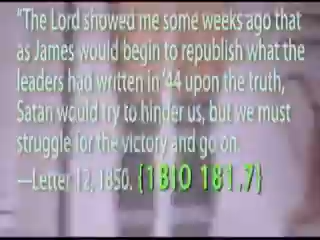 "The Lord showed me some weeks ago that
as James would begin to republish what the
leaders had written in '44 upon the truth,
Satan would try to hinder us, but we must
struggle for the victory and go on.
—Letter 12, 1850. {1BIO 181.7}